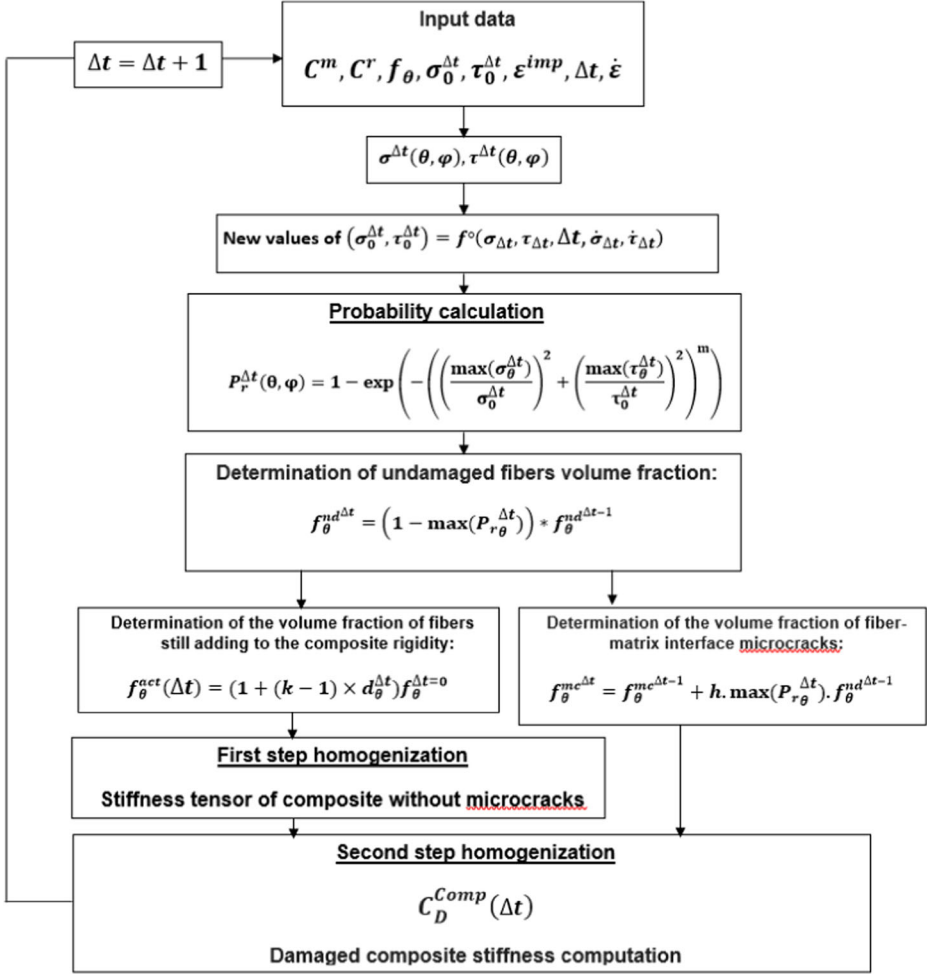 Input data
Δt = Δt + 1
C^m, C^r, f_θ, σ_0^Δt, τ_0^Δt, ε^imp, Δt, ε̇
σ^Δt(θ, φ), τ^Δt(θ, φ)
New values of (σ_0^Δt, τ_0^Δt) = f°(σ_Δt, τ_Δt, Δt, σ̇_Δt, τ̇_Δt)
Probability calculation
P_r^Δt(θ, φ) = 1 − exp(−((max(σ_θ^Δt)/σ_0^Δt)^2 + (max(τ_θ^Δt)/τ_0^Δt)^2)^m)
Determination of undamaged fibers volume fraction:
f_θ^nd^Δt = (1 − max(P_rθ^Δt)) * f_θ^nd^Δt−1
Determination of the volume fraction of fibers
still adding to the composite rigidity:
f_θ^act(Δt) = (1 + (k − 1) × d_θ^Δt)f_θ^Δt=0
Determination of the volume fraction of fiber-
matrix interface microcracks:
f_θ^mc^Δt = f_θ^mc^Δt−1 + h. max(P_rθ^Δt). f_θ^nd^Δt−1
First step homogenization
Stiffness tensor of composite without microcracks
Second step homogenization
C_D^Comp(Δt)
Damaged composite stiffness computation